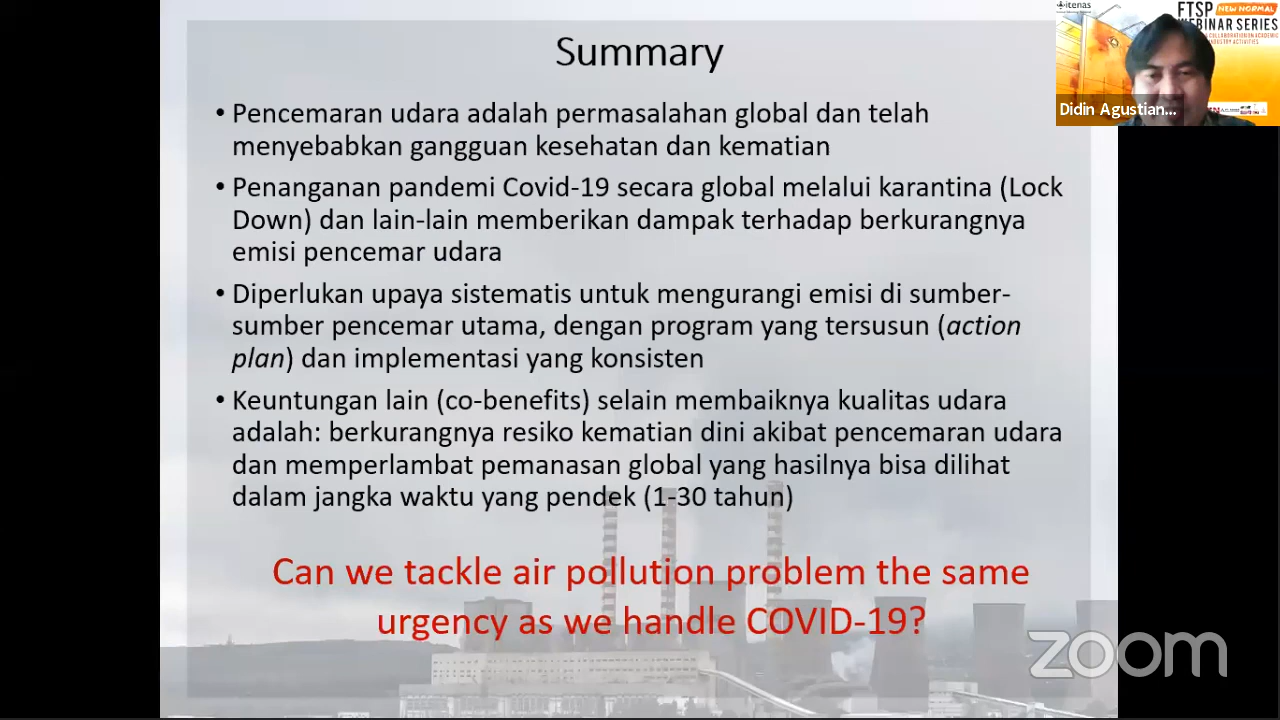 Summary
• Pencemaran udara adalah permasalahan global dan telah
menyebabkan gangguan kesehatan dan kematian
• Penanganan pandemi Covid-19 secara global melalui karantina (Lock
Down) dan lain-lain memberikan dampak terhadap berkurangnya
emisi pencemar udara
• Diperlukan upaya sistematis untuk mengurangi emisi di sumber-
sumber pencemar utama, dengan program yang tersusun (action
plan) dan implementasi yang konsisten
• Keuntungan lain (co-benefits) selain membaiknya kualitas udara
adalah: berkurangnya resiko kematian dini akibat pencemaran udara
dan memperlambat pemanasan global yang hasilnya bisa dilihat
dalam jangka waktu yang pendek (1-30 tahun)
Can we tackle air pollution problem the same
urgency as we handle COVID-19?
itenas
FTSP NEW NORMAL
EBINAR SERIES
COLLABORATION ACADEMIC
INDUSTRY ACTIVITIES
Didin Agustian...
zoom